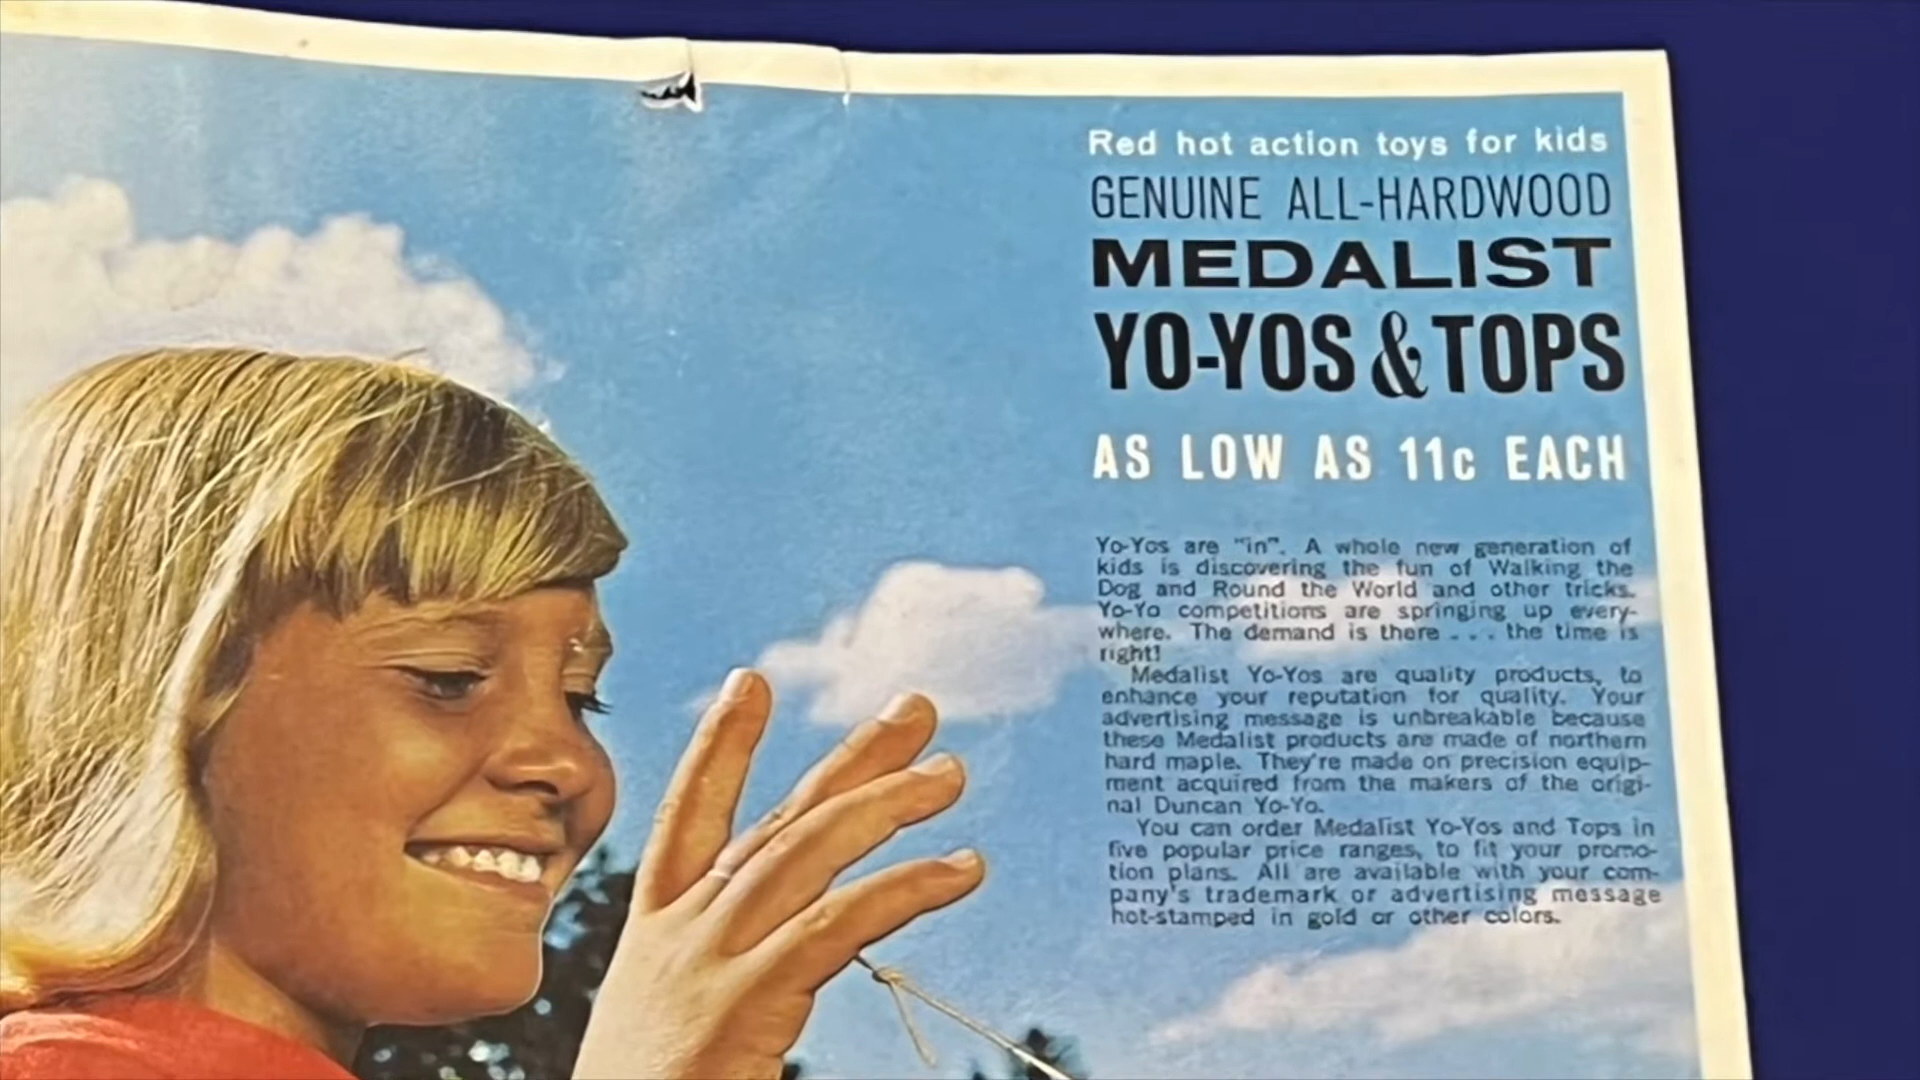 Red hot action toys for kids
GENUINE ALL-HARDWOOD
MEDALIST
YO-YOS & TOPS
AS LOW AS 11c EACH
Yo-Yos are "in". A whole new generation of
kids is discovering the fun of Walking the
Dog and Round the World and other tricks.
Yo-Yo competitions are springing up every-
where. The demand is there . . . the time is
right!
Medalist Yo-Yos are quality products, to
enhance your reputation for quality. Your
advertising message is unbreakable because
these Medalist products are made of northern
hard maple. They're made on precision equip-
ment acquired from the makers of the origi-
nal Duncan Yo-Yo.
You can order Medalist Yo-Yos and Tops in
five popular price ranges, to fit your promo-
tion plans. All are available with your com-
pany's trademark or advertising message
hot-stamped in gold or other colors.